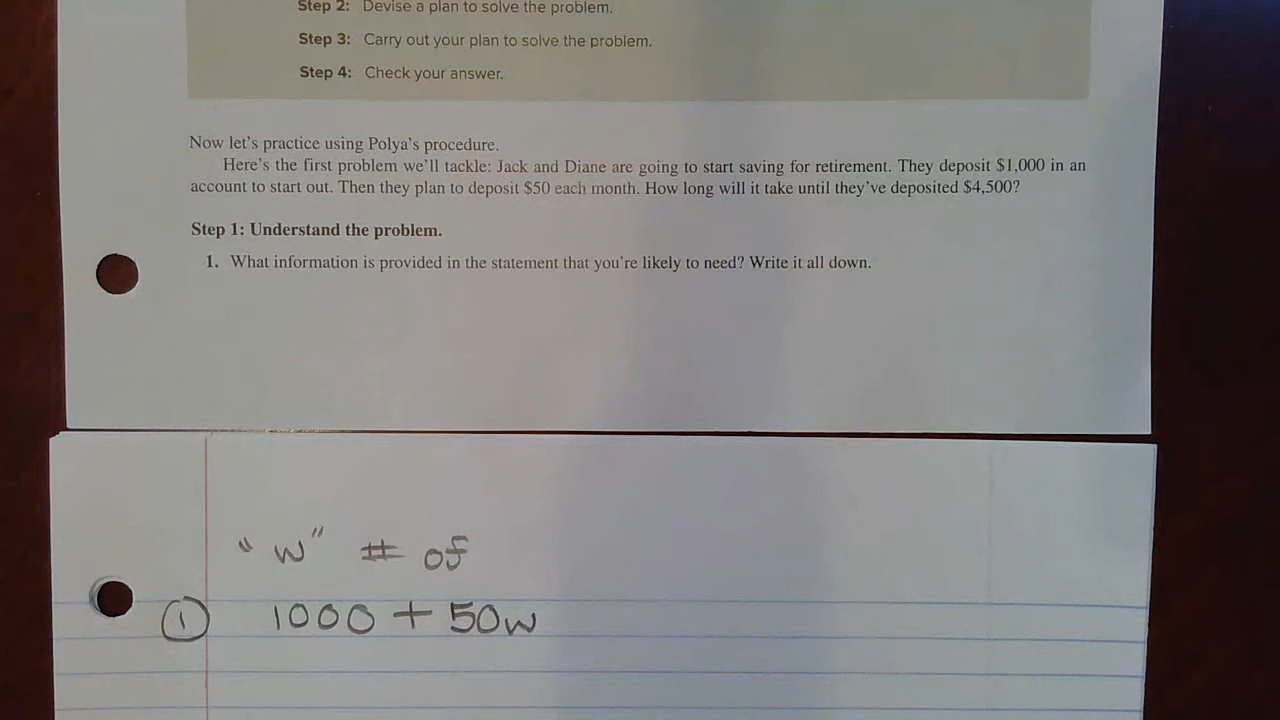 Step 2: Devise a plan to solve the problem.
Step 3: Carry out your plan to solve the problem.
Step 4: Check your answer.
Now let's practice using Polya's procedure.
Here's the first problem we'll tackle: Jack and Diane are going to start saving for retirement. They deposit $1,000 in an
account to start out. Then they plan to deposit $50 each month. How long will it take until they've deposited $4,500?
Step 1: Understand the problem.
1. What information is provided in the statement that you're likely to need? Write it all down.
"w" # of
① 1000 + 50w